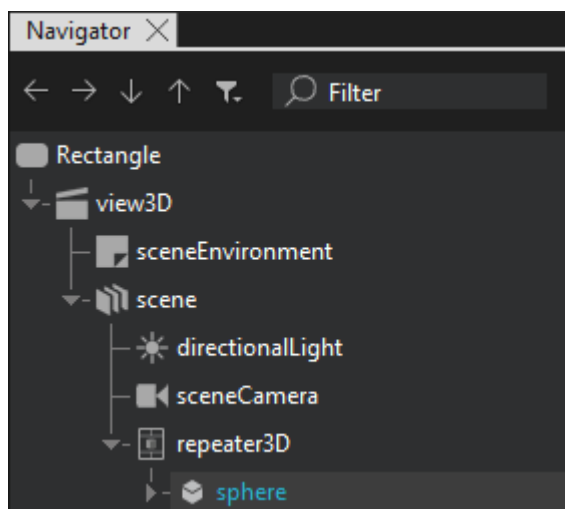 Navigator
Filter
Rectangle
view3D
sceneEnvironment
scene
directionalLight
sceneCamera
repeater3D
sphere